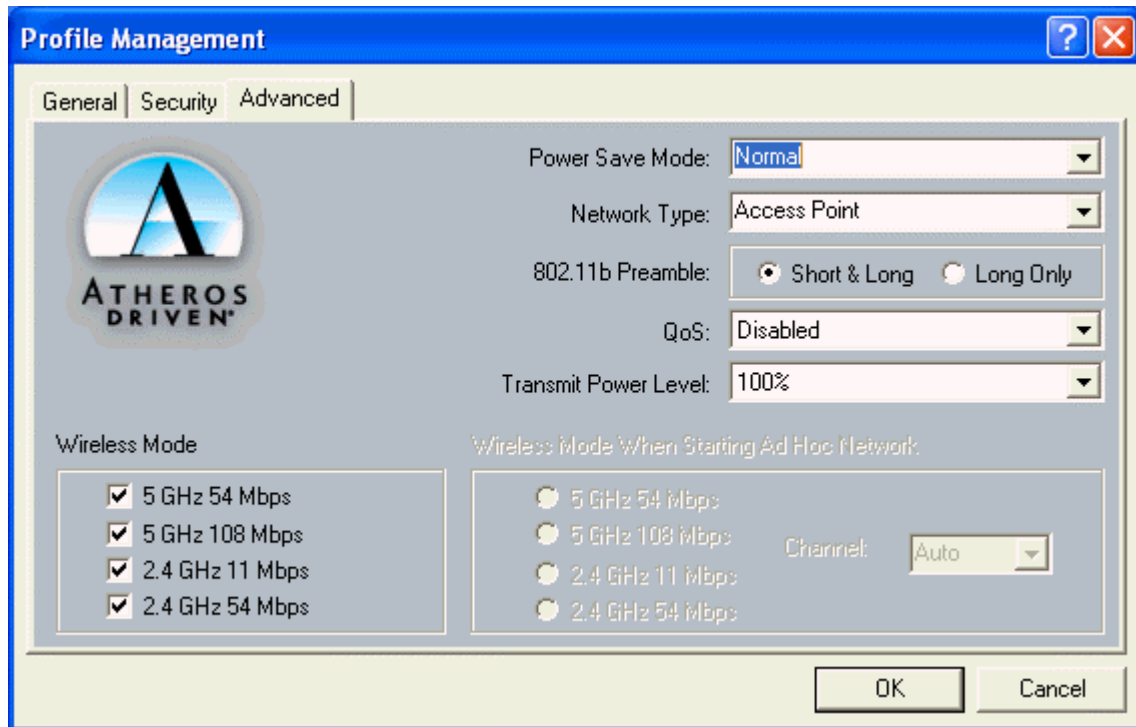 Profile Management
General
Security
Advanced
ATHEROS
DRIVEN®
Power Save Mode: Normal
Network Type: Access Point
802.11b Preamble: Short & Long Long Only
QoS: Disabled
Transmit Power Level: 100%
Wireless Mode
5 GHz 54 Mbps
5 GHz 108 Mbps
2.4 GHz 11 Mbps
2.4 GHz 54 Mbps
Wireless Mode When Starting Ad Hoc Network
5 GHz 54 Mbps
5 GHz 108 Mbps
2.4 GHz 11 Mbps
2.4 GHz 54 Mbps
Channel: Auto
OK
Cancel